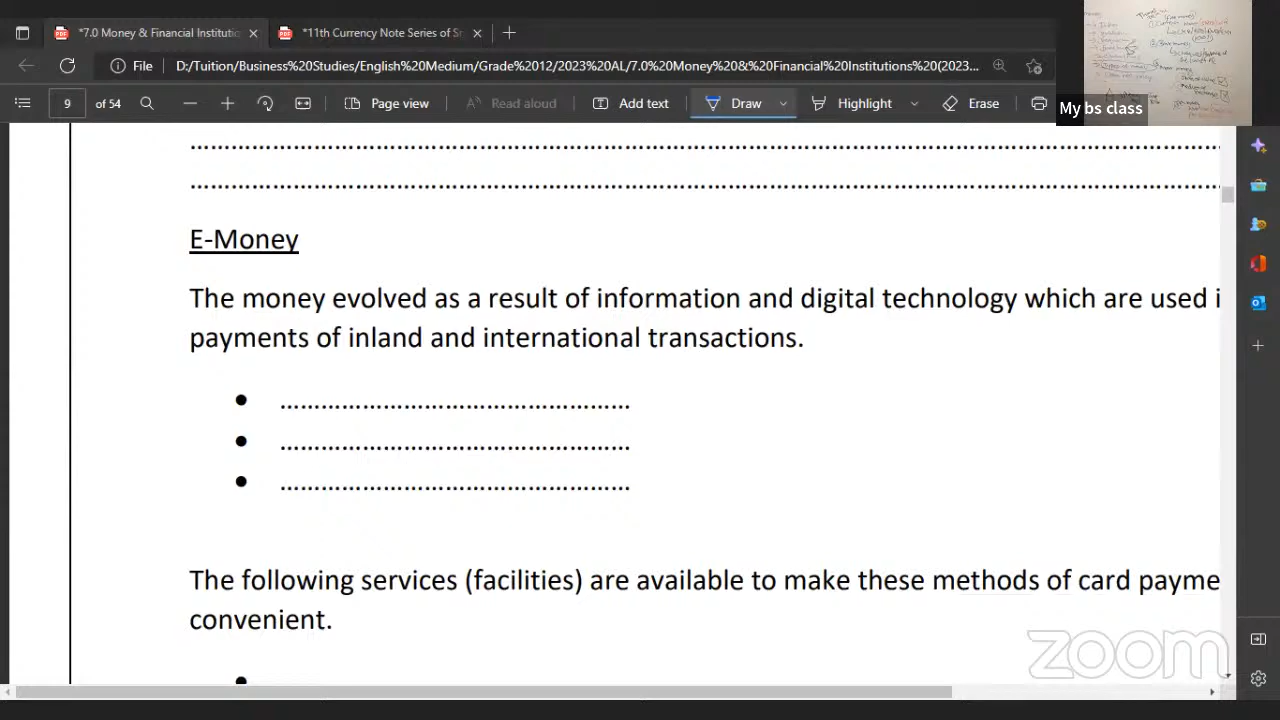 *7.0 Money & Financial Institutio
*11th Currency Note Series of Sr
File
D:/Tuition/Business%20Studies/English%20Medium/Grade%2012/2023%20AL/7.0%20Money%20&%20Financial%20Institutions%20(2023...
9 of 54
Page view
Read aloud
Add text
Draw
Highlight
Erase
My bs class
E-Money
The money evolved as a result of information and digital technology which are used i
payments of inland and international transactions.
• ……………………………………………
• ……………………………………………
• ……………………………………………
The following services (facilities) are available to make these methods of card payme
convenient.
zoom